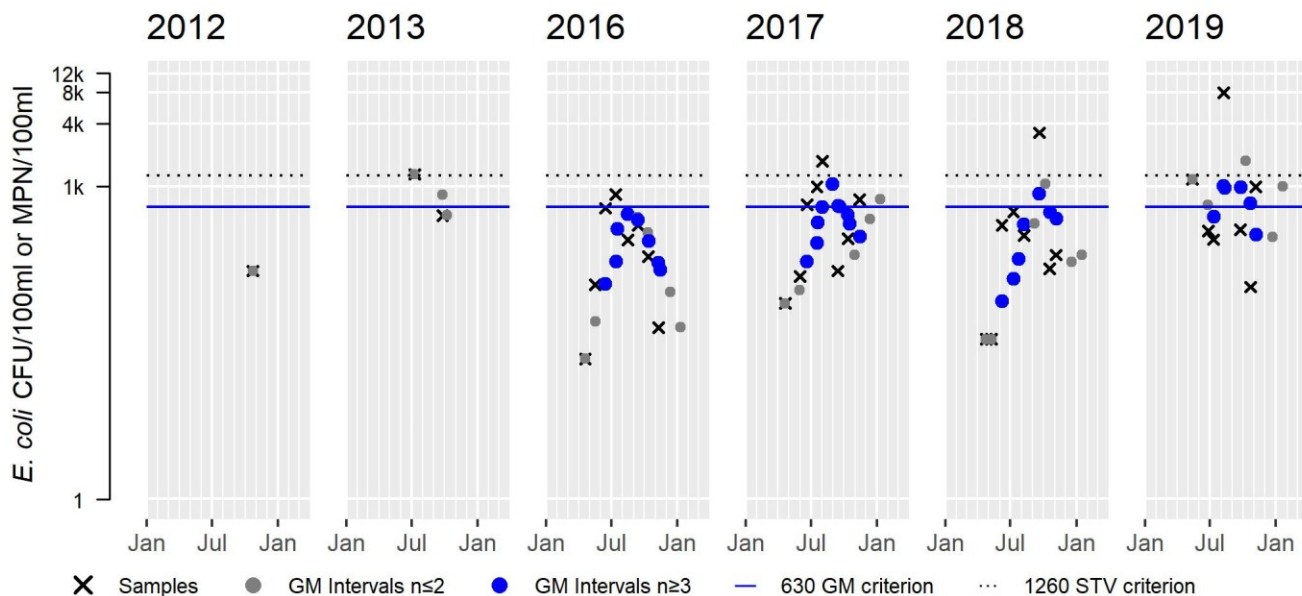 2012 2013 2016 2017 2018 2019
E. coli CFU/100ml or MPN/100ml
12k
8k
4k
1k
1
Jan Jul Jan Jan Jul Jan Jan Jul Jan Jan Jul Jan Jan Jul Jan Jan Jul Jan
Samples GM Intervals n≤2 GM Intervals n≥3 630 GM criterion 1260 STV criterion